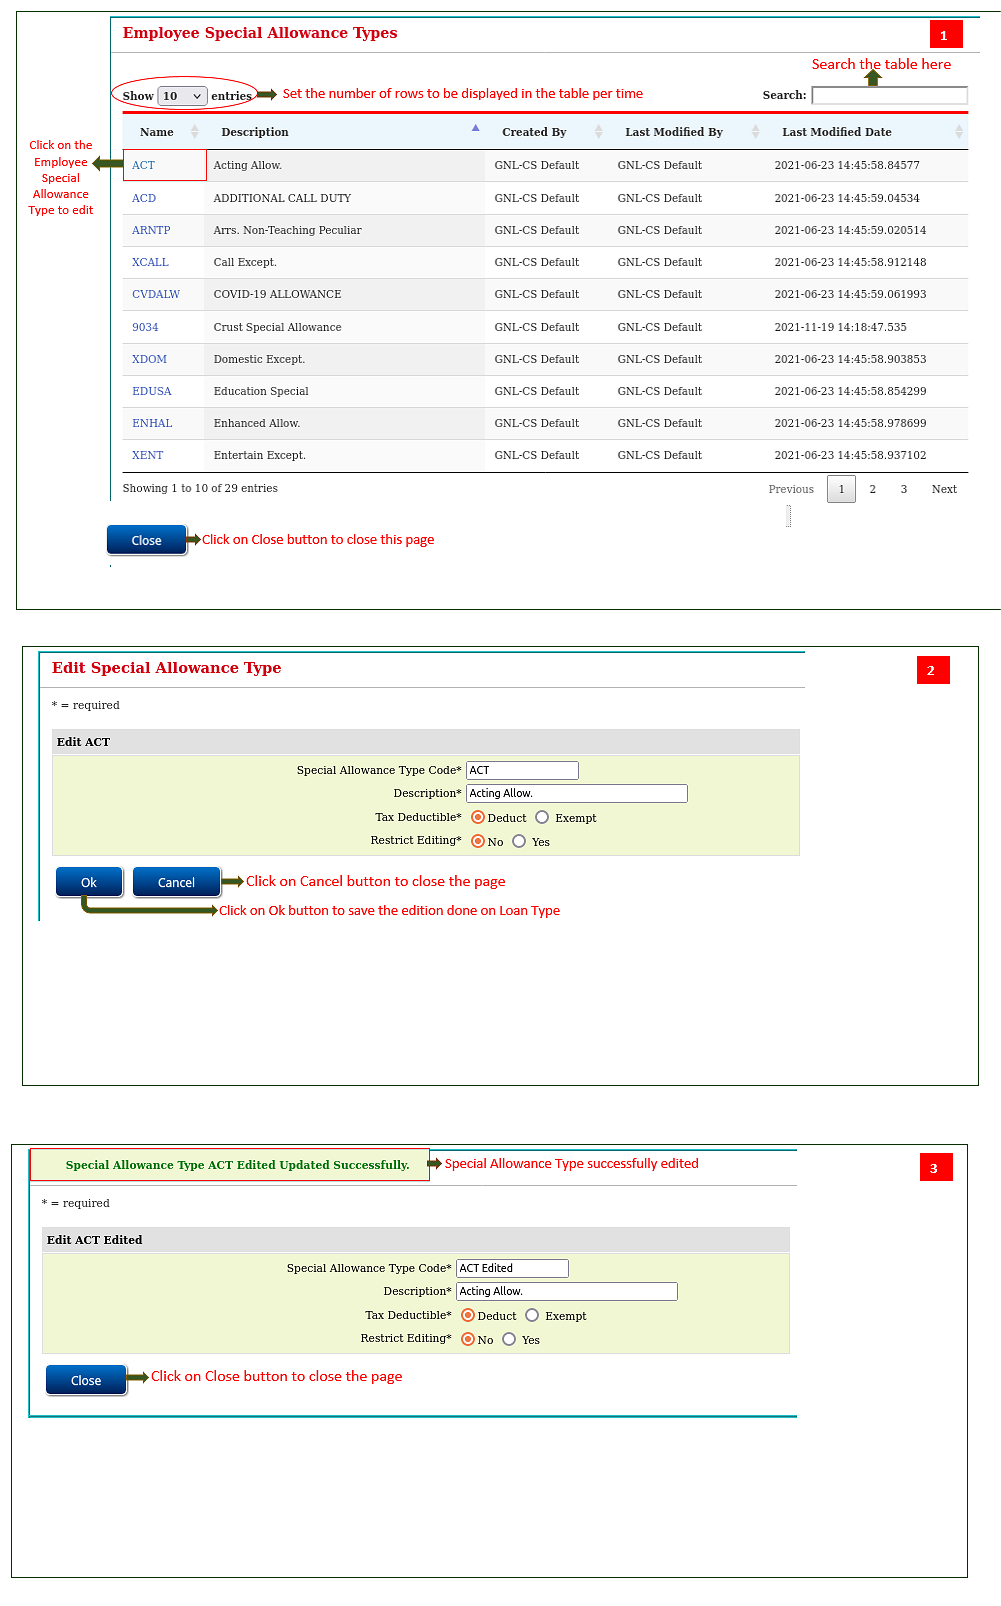 Employee Special Allowance Types
1
Search the table here
Show 10 entries
Set the number of rows to be displayed in the table per time
Search:
Name Description Created By Last Modified By Last Modified Date
Click on the
Employee
Special
Allowance
Type to edit
ACT Acting Allow. GNL-CS Default GNL-CS Default 2021-06-23 14:45:58.84577
ACD ADDITIONAL CALL DUTY GNL-CS Default GNL-CS Default 2021-06-23 14:45:59.04534
ARNTP Arrs. Non-Teaching Peculiar GNL-CS Default GNL-CS Default 2021-06-23 14:45:59.020514
XCALL Call Except. GNL-CS Default GNL-CS Default 2021-06-23 14:45:58.912148
CVDALW COVID-19 ALLOWANCE GNL-CS Default GNL-CS Default 2021-06-23 14:45:59.061993
9034 Crust Special Allowance GNL-CS Default GNL-CS Default 2021-11-19 14:18:47.535
XDOM Domestic Except. GNL-CS Default GNL-CS Default 2021-06-23 14:45:58.903853
EDUSA Education Special GNL-CS Default GNL-CS Default 2021-06-23 14:45:58.854299
ENHAL Enhanced Allow. GNL-CS Default GNL-CS Default 2021-06-23 14:45:58.978699
XENT Entertain Except. GNL-CS Default GNL-CS Default 2021-06-23 14:45:58.937102
Showing 1 to 10 of 29 entries
Previous 1 2 3 Next
Close
Click on Close button to close this page
Edit Special Allowance Type
2
* = required
Edit ACT
Special Allowance Type Code* ACT
Description* Acting Allow.
Tax Deductible* Deduct Exempt
Restrict Editing* No Yes
Ok Cancel
Click on Cancel button to close the page
Click on Ok button to save the edition done on Loan Type
Special Allowance Type ACT Edited Updated Successfully.
Special Allowance Type successfully edited
3
* = required
Edit ACT Edited
Special Allowance Type Code* ACT Edited
Description* Acting Allow.
Tax Deductible* Deduct Exempt
Restrict Editing* No Yes
Close
Click on Close button to close the page